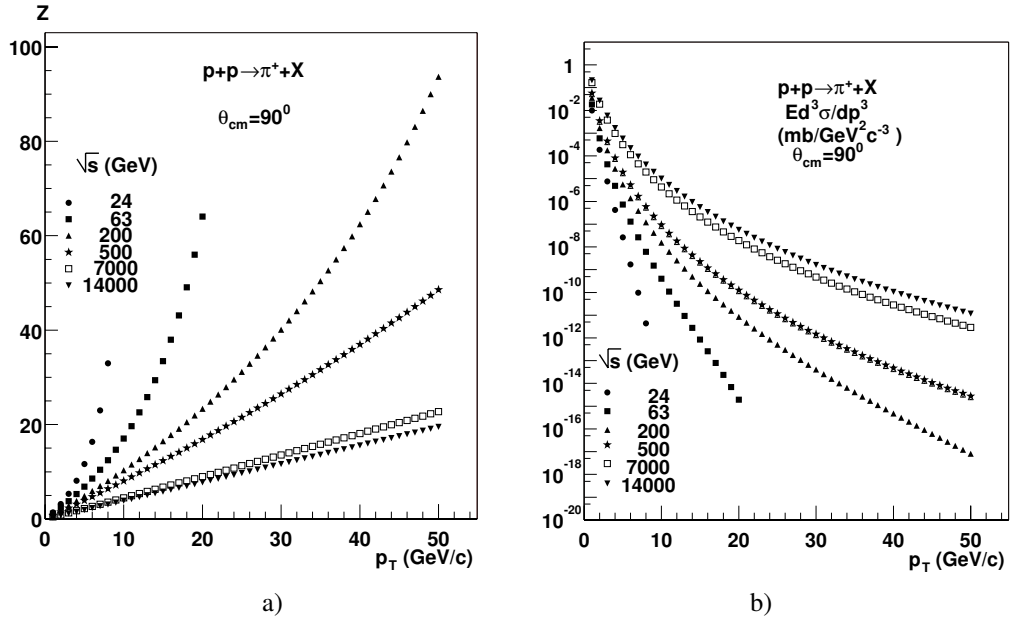 Z
100
80
60
40
20
0
p+p→π⁺+X
θcm=90⁰
√s (GeV)
24
63
200
500
7000
14000
0 10 20 30 40 50
pT (GeV/c)
a)
1
10⁻²
10⁻⁴
10⁻⁶
10⁻⁸
10⁻¹⁰
10⁻¹²
10⁻¹⁴
10⁻¹⁶
10⁻¹⁸
10⁻²⁰
p+p→π⁺+X
Ed³σ/dp³
(mb/GeV²c⁻³ )
θcm=90⁰
√s (GeV)
24
63
200
500
7000
14000
0 10 20 30 40 50
pT (GeV/c)
b)